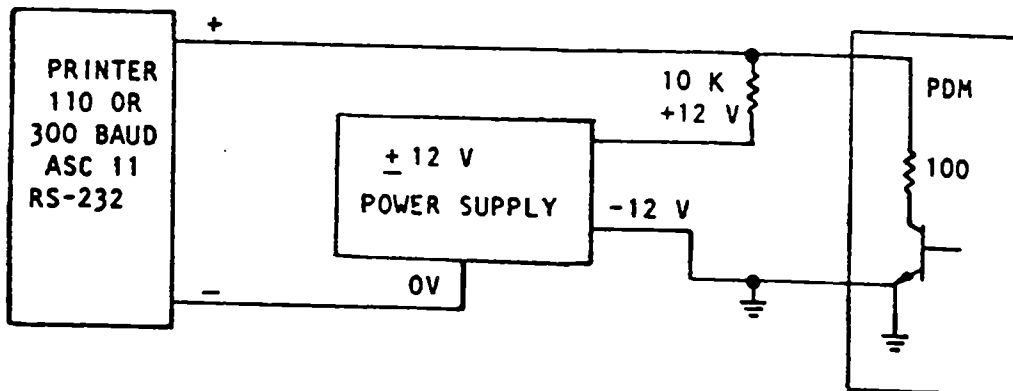 +
PRINTER
110 OR
300 BAUD
ASC 11
RS-232
10 K
+12 V
PDM
100
± 12 V
POWER SUPPLY
-12 V
0V
−